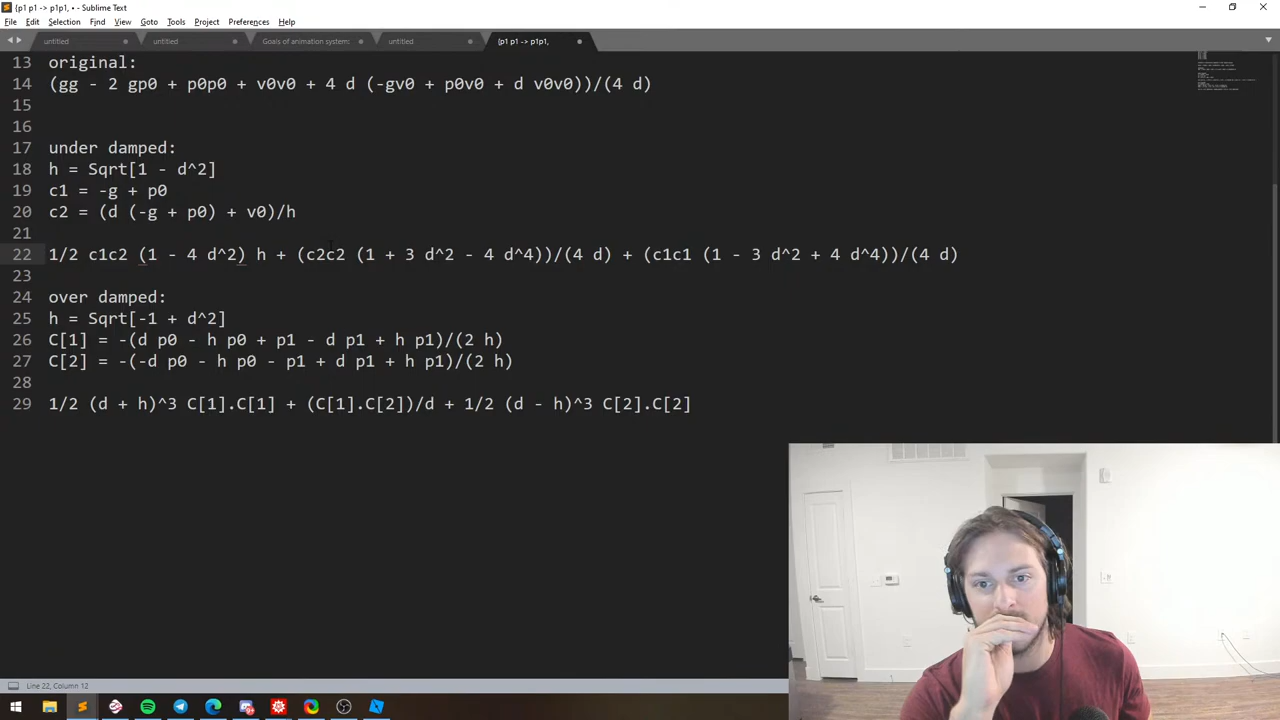 {p1 p1 -> p1p1, • - Sublime Text
File Edit Selection Find View Goto Tools Project Preferences Help
untitled untitled Goals of animation system: untitled {p1 p1 -> p1p1,
13 original:
14 (gg - 2 gp0 + p0p0 + v0v0 + 4 d (-gv0 + p0v0 + d v0v0))/(4 d)
15
16
17 under damped:
18 h = Sqrt[1 - d^2]
19 c1 = -g + p0
20 c2 = (d (-g + p0) + v0)/h
21
22 1/2 c1c2 (1 - 4 d^2) h + (c2c2 (1 + 3 d^2 - 4 d^4))/(4 d) + (c1c1 (1 - 3 d^2 + 4 d^4))/(4 d)
23
24 over damped:
25 h = Sqrt[-1 + d^2]
26 C[1] = -(d p0 - h p0 + p1 - d p1 + h p1)/(2 h)
27 C[2] = -(-d p0 - h p0 - p1 + d p1 + h p1)/(2 h)
28
29 1/2 (d + h)^3 C[1].C[1] + (C[1].C[2])/d + 1/2 (d - h)^3 C[2].C[2]
Line 22, Column 12